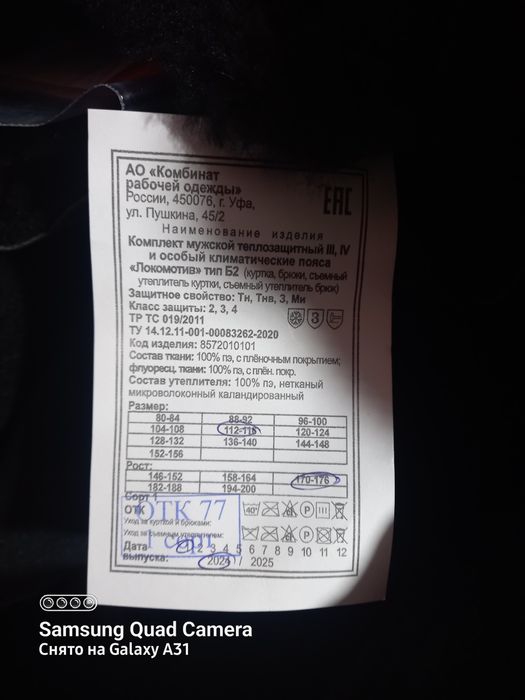 АО «Комбинат
рабочей одежды»
России, 450076, г. Уфа,
ул. Пушкина, 45/2
EAC
Наименование изделия
Комплект мужской теплозащитный III, IV
и особый климатические пояса
«Локомотив» тип Б2 (куртка, брюки, съемный
утеплитель куртки, съемный утеплитель брюк)
Защитное свойство: Тн, Тнв, З, Ми
Класс защиты: 2, 3, 4
ТР ТС 019/2011
3
ТУ 14.12.11-001-00083262-2020
Код изделия: 8572010101
Состав ткани: 100% пэ, с плёночным покрытием;
флуоресц. ткани: 100% пэ, с плён. покр.
Состав утеплителя: 100% пэ, нетканый
микроволоконный каландированный
Размер:
80-84 88-92 96-100
104-108 112-116 120-124
128-132 136-140 144-148
152-156
Рост:
146-152 158-164 170-176
182-188 194-200
Сорт 1
ОТК
ОТК 77
1 сорт
40° P
Уход за курткой и брюками:
Уход за съемным утеплителем:
P
Дата
выпуска:
1 2 3 4 5 6 7 8 9 10 11 12
2024 / 2025
Samsung Quad Camera
Снято на Galaxy A31